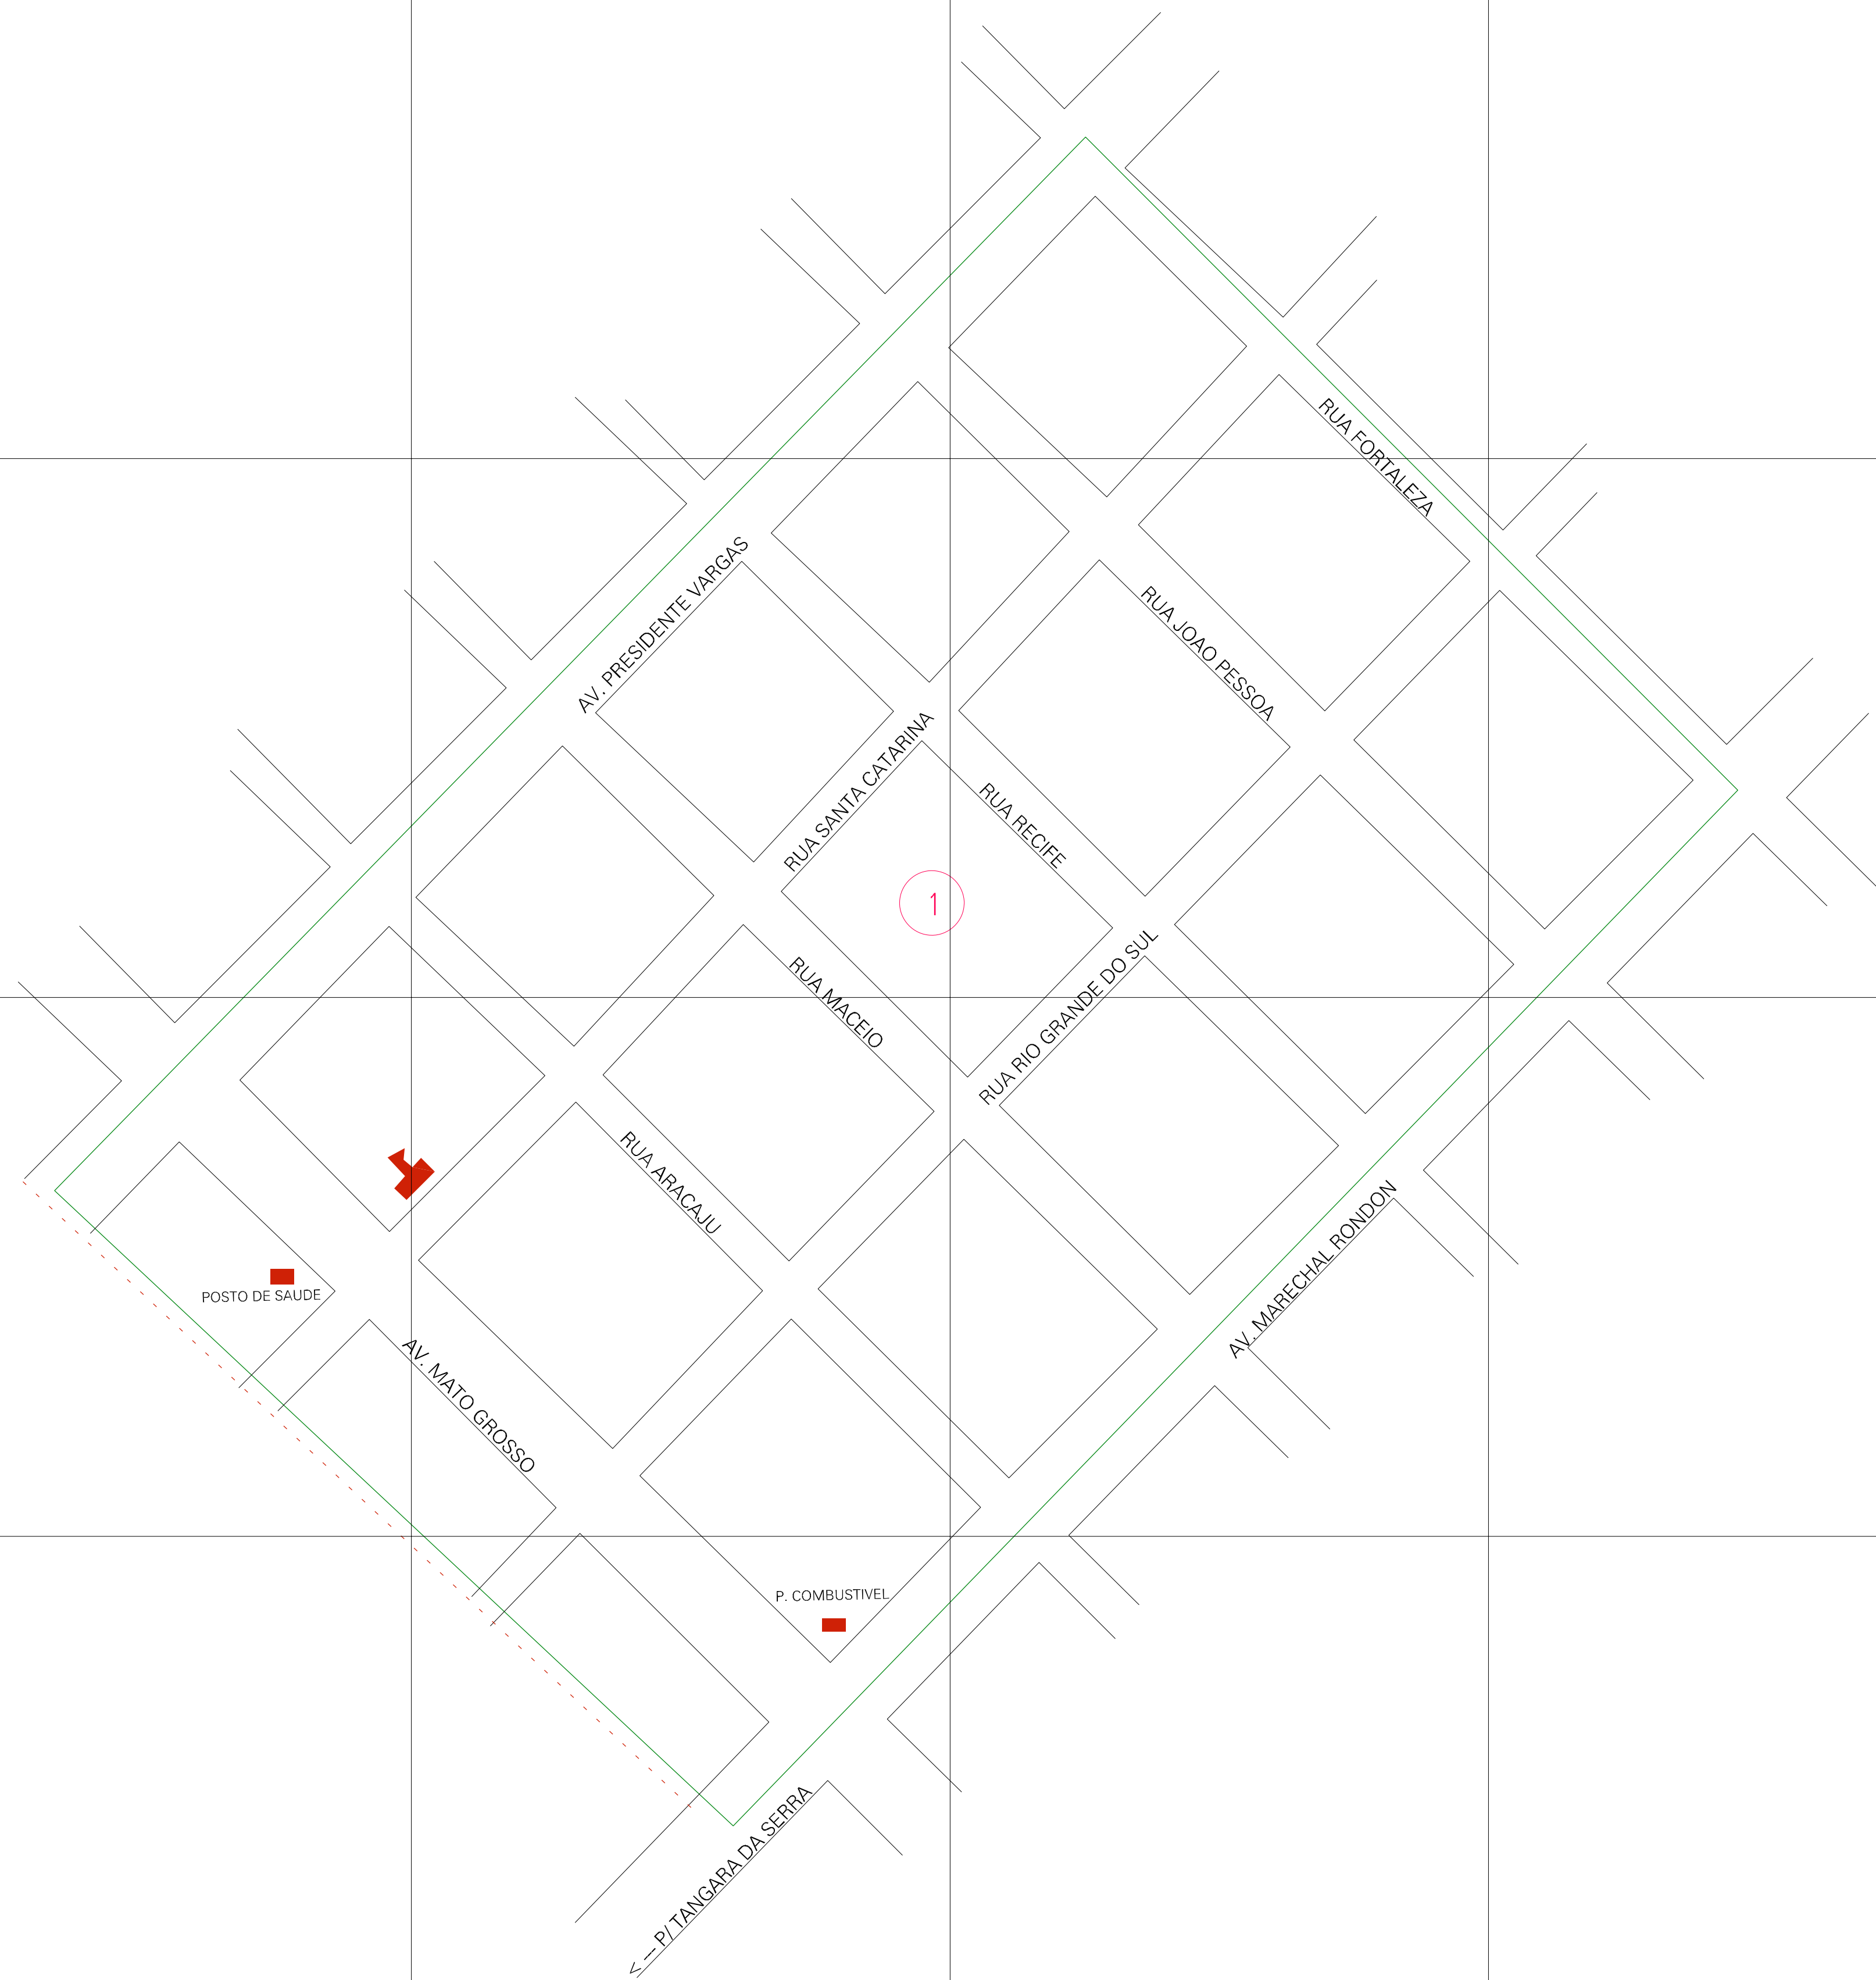 RUA FORTALEZA
AV. PRESIDENTE VARGAS
RUA JOAO PESSOA
RUA SANTA CATARINA
RUA RECIFE
1
RUA RIO GRANDE DO SUL
RUA MACEIO
RUA ARACAJU
AV. MARECHAL RONDON
POSTO DE SAUDE
AV. MATO GROSSO
P. COMBUSTIVEL
<-- P/ TANGARA DA SERRA